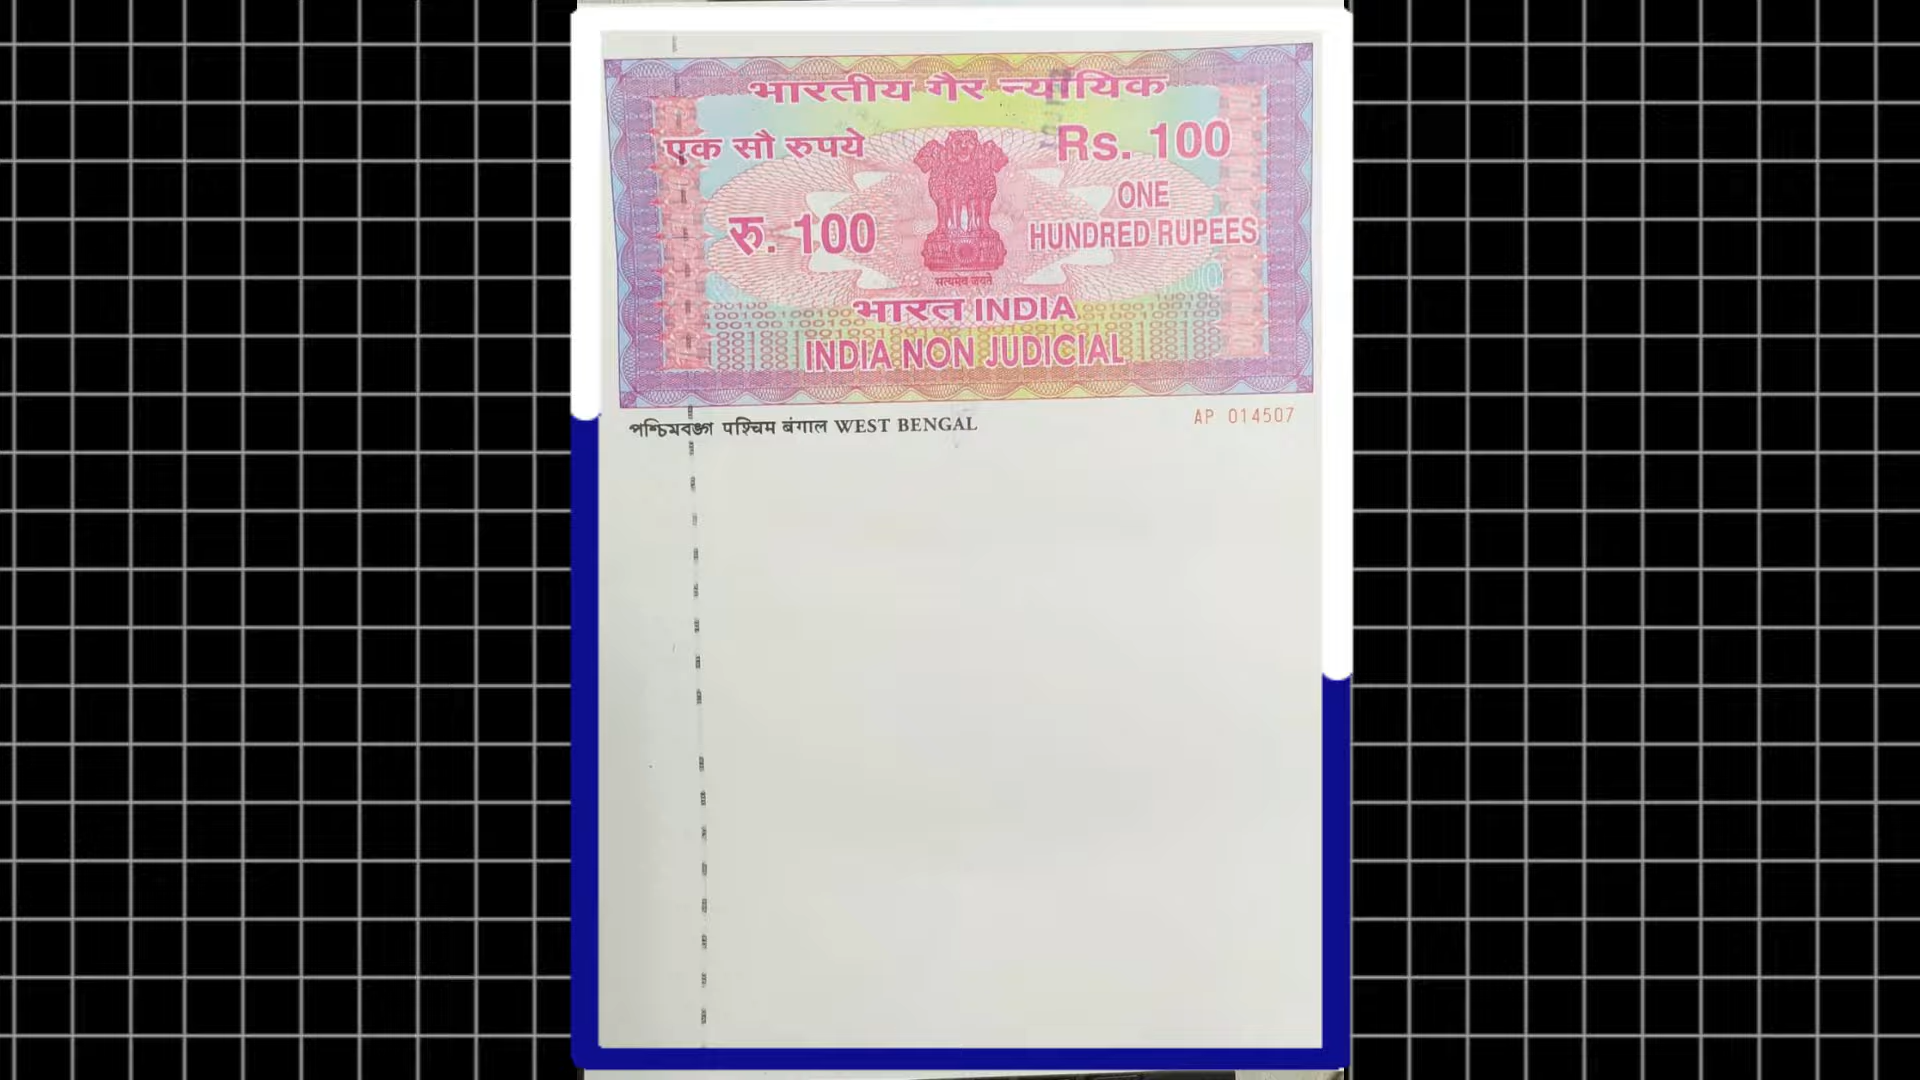 भारतीय गैर न्यायिक
एक सौ रुपये
Rs. 100
रु. 100
ONE
HUNDRED RUPEES
सत्यमेव जयते
भारत INDIA
INDIA NON JUDICIAL
পশ্চিমবঙ্গ पश्चिम बंगाल WEST BENGAL
AP 014507